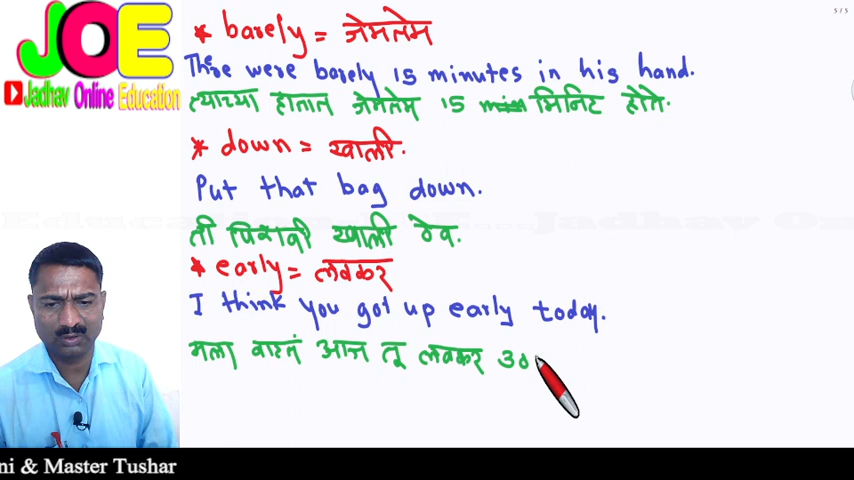 5/5
JOE
Jadhav Online Education
* barely = जेमतेम
There were barely 15 minutes in his hand.
त्याच्या हातात जेमतेम 15 मिनिट होते.
* down = खाली.
Put that bag down.
ती पिशवी खाली ठेव.
* early = लवकर
I think you got up early today.
मला वाटतं आज तू लवकर उठ
ni & Master Tushar